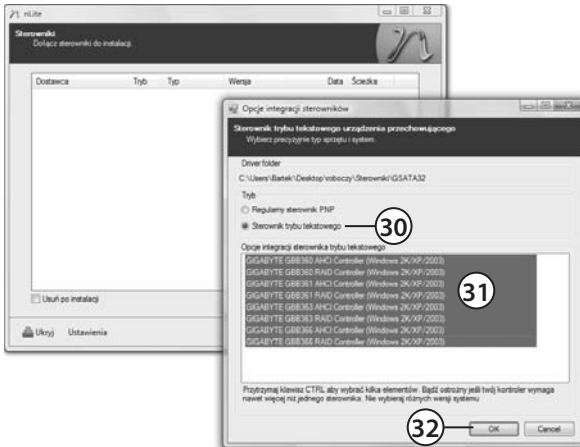 nLite
Sterowniki
Dołącz sterowniki do instalacji.
Dostawca Tryb Typ Wersja Data Ścieżka
Usuń po instalacji
Ukryj Ustawienia
Opcje integracji sterowników
Sterownik trybu tekstowego urządzenia przechowującego
Wybierz precyzyjnie typ sprzętu i system.
Driver folder
C:\Users\Bartek\Desktop\roboczy\Sterowniki\GSATA32
Tryb
Regularny sterownik PNP
Sterownik trybu tekstowego
30
Opcje integracji sterownika trybu tekstowego
GIGABYTE GBB360 AHCI Controller (Windows 2K/XP/2003)
GIGABYTE GBB360 RAID Controller (Windows 2K/XP/2003)
GIGABYTE GBB361 AHCI Controller (Windows 2K/XP/2003)
GIGABYTE GBB361 RAID Controller (Windows 2K/XP/2003)
GIGABYTE GBB363 AHCI Controller (Windows 2K/XP/2003)
GIGABYTE GBB363 RAID Controller (Windows 2K/XP/2003)
GIGABYTE GBB366 AHCI Controller (Windows 2K/XP/2003)
GIGABYTE GBB366 RAID Controller (Windows 2K/XP/2003)
31
Przytrzymaj klawisz CTRL aby wybrać kilka elementów. Bądź ostrożny jeśli twój kontroler wymaga
nawet więcej niż jednego sterownika. Nie wybieraj różnych wersji systemu
32
OK Cancel